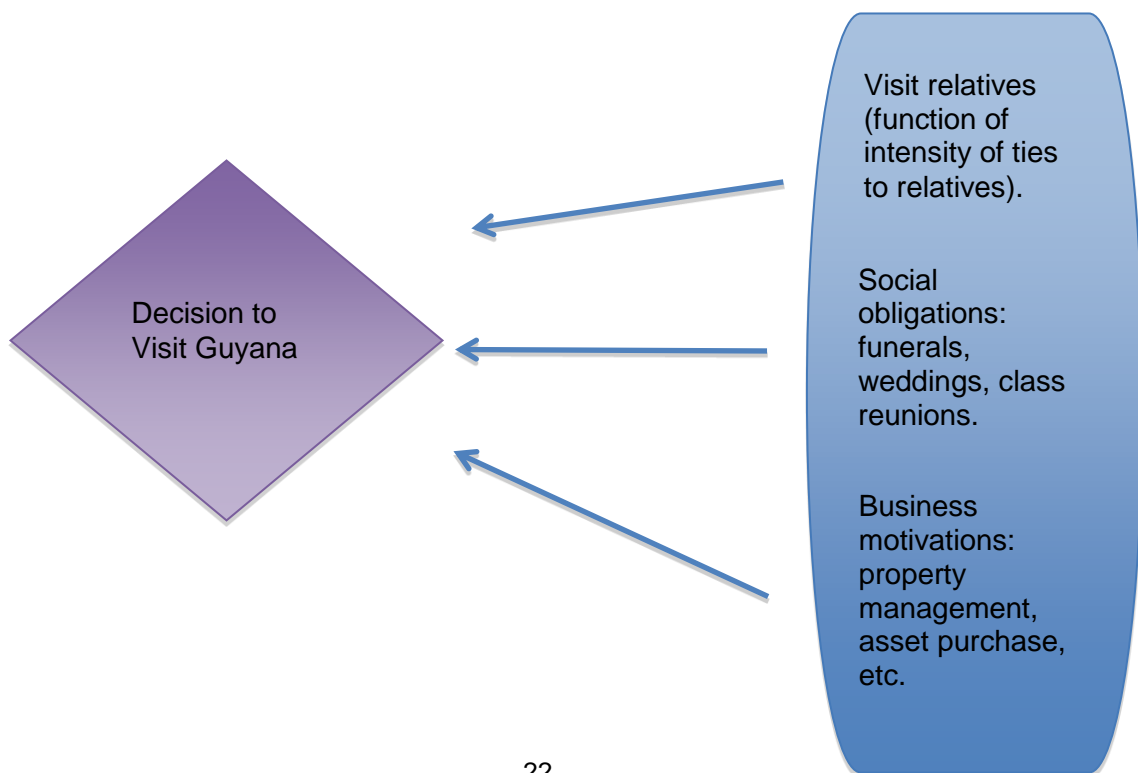 Decision to
Visit Guyana
Visit relatives
(function of
intensity of ties
to relatives).
Social
obligations:
funerals,
weddings, class
reunions.
Business
motivations:
property
management,
asset purchase,
etc.
22